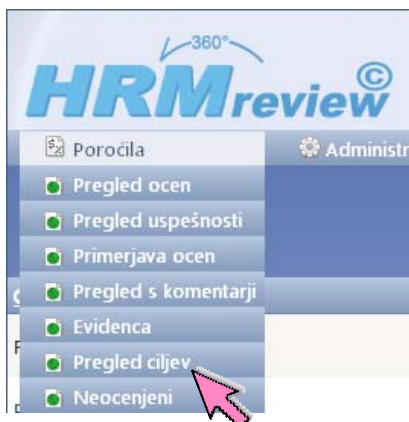 360°
HRMreview©
Poročila
Administr
Pregled ocen
Pregled uspešnosti
Primerjava ocen
Pregled s komentarji
Evidenca
Pregled ciljev
Neocenjeni